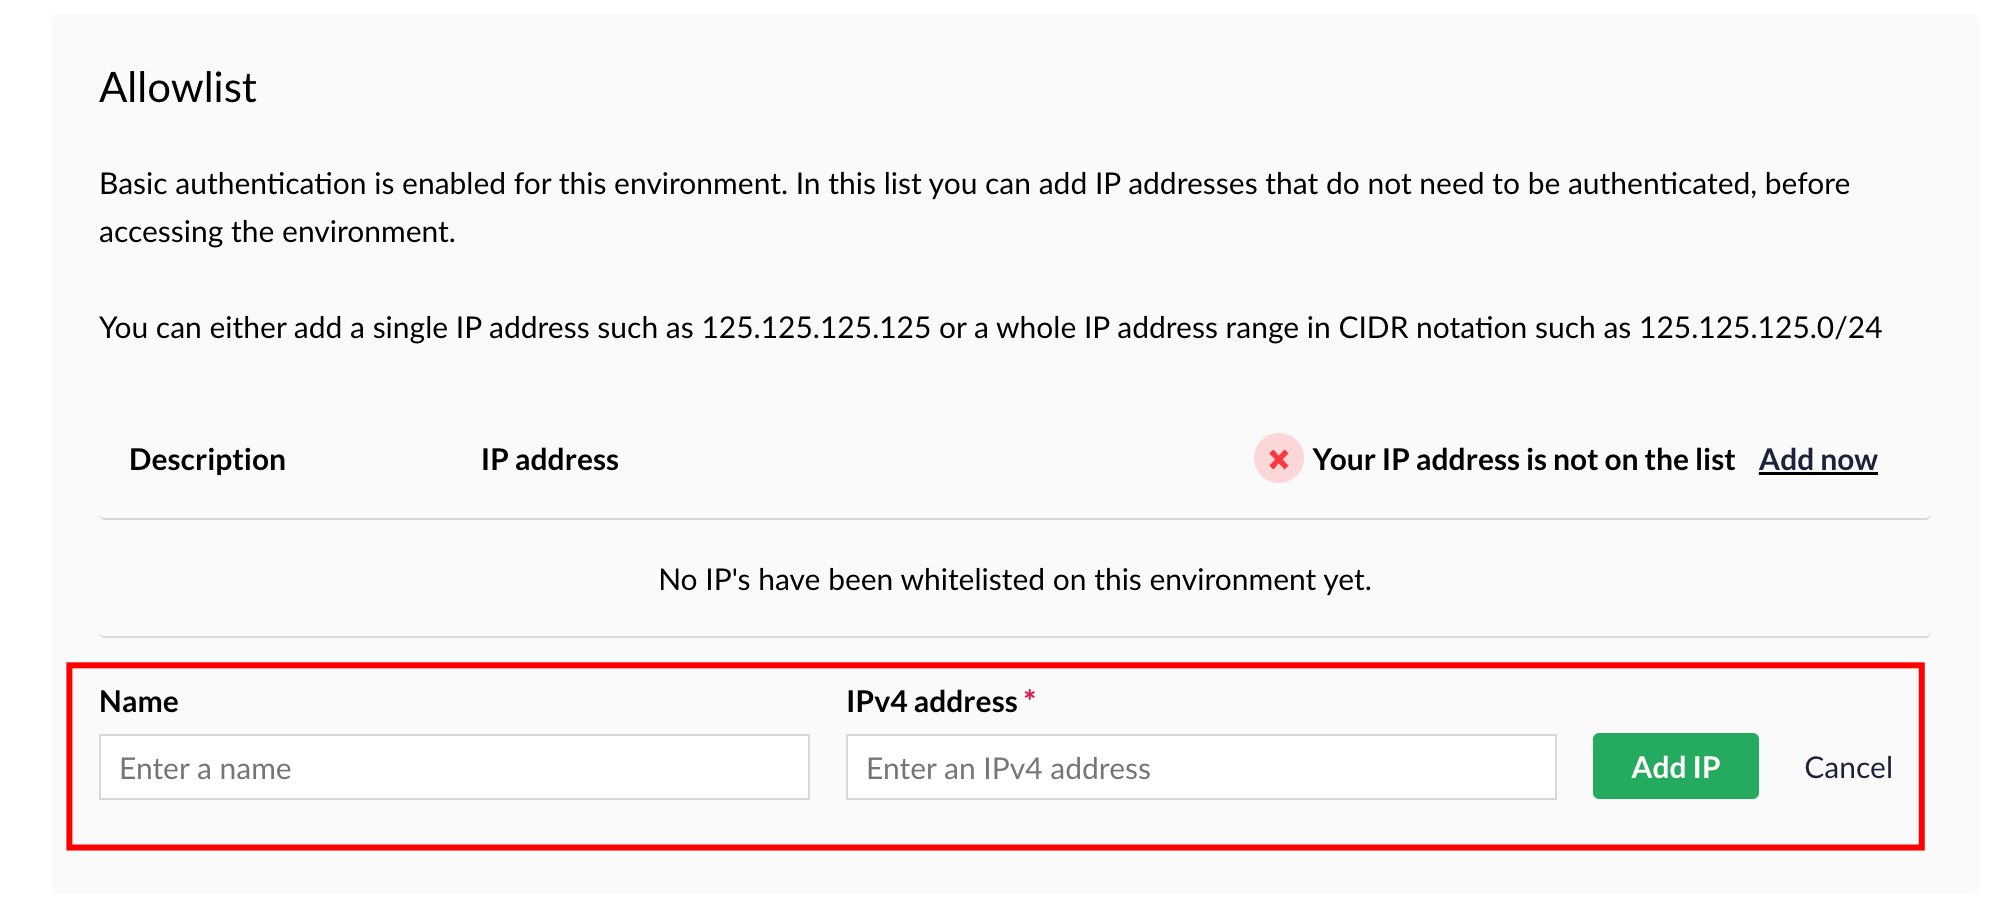 Allowlist
Basic authentication is enabled for this environment. In this list you can add IP addresses that do not need to be authenticated, before
accessing the environment.
You can either add a single IP address such as 125.125.125.125 or a whole IP address range in CIDR notation such as 125.125.125.0/24
Description IP address Your IP address is not on the list Add now
No IP's have been whitelisted on this environment yet.
Name IPv4 address *
Enter a name Enter an IPv4 address Add IP Cancel